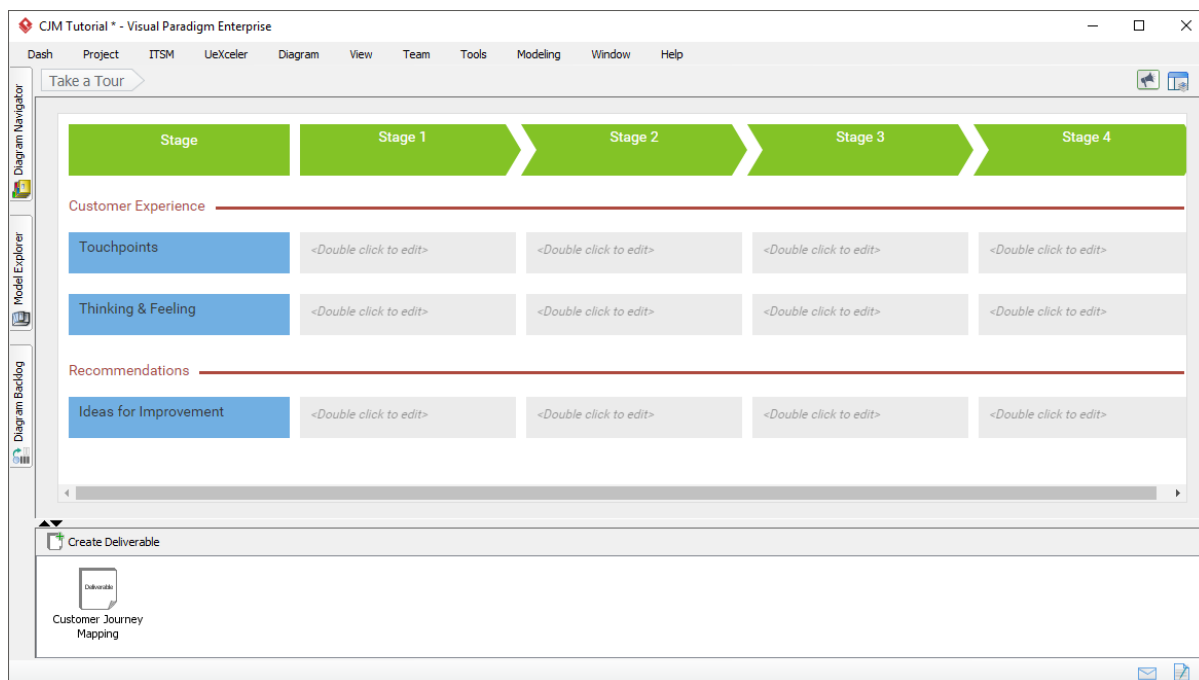 CJM Tutorial * - Visual Paradigm Enterprise
Dash Project ITSM UeXceler Diagram View Team Tools Modeling Window Help
Take a Tour
Diagram Navigator
Model Explorer
Diagram Backlog
Stage Stage 1 Stage 2 Stage 3 Stage 4
Customer Experience
Touchpoints <Double click to edit> <Double click to edit> <Double click to edit> <Double click to edit>
Thinking & Feeling <Double click to edit> <Double click to edit> <Double click to edit> <Double click to edit>
Recommendations
Ideas for Improvement <Double click to edit> <Double click to edit> <Double click to edit> <Double click to edit>
Create Deliverable
Deliverable
Customer Journey
Mapping